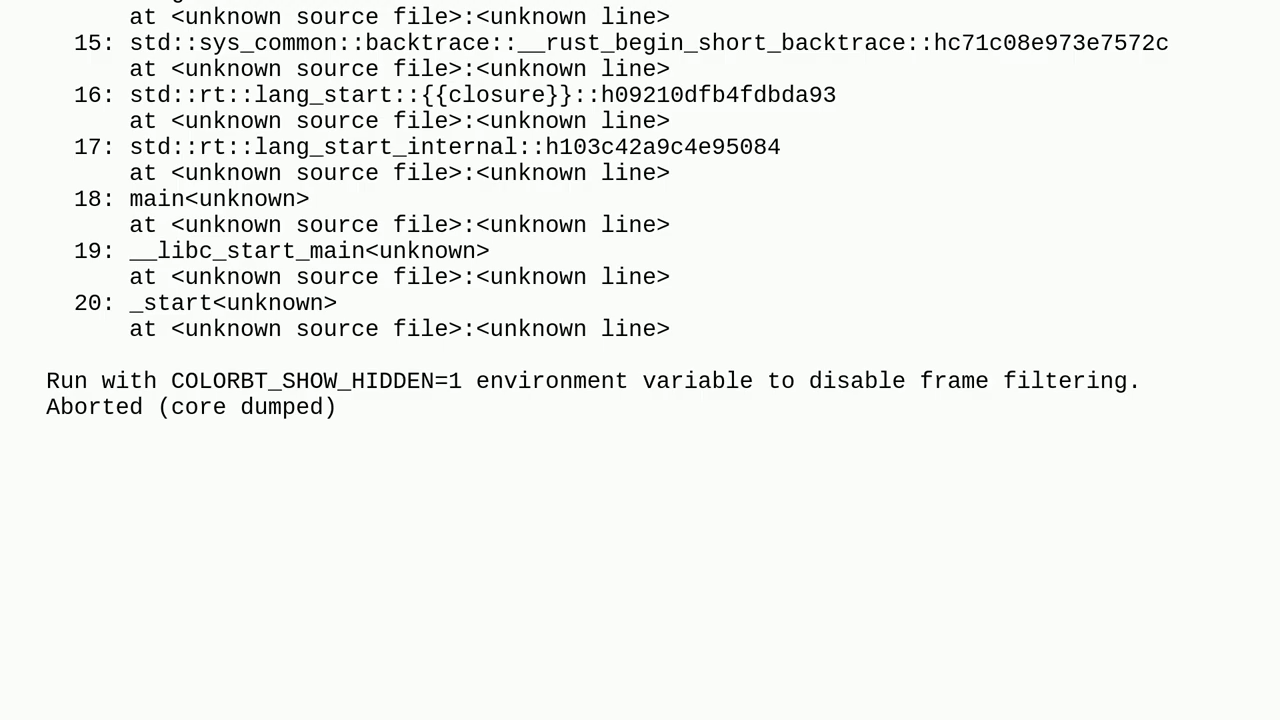 at <unknown source file>:<unknown line>
15: std::sys_common::backtrace::__rust_begin_short_backtrace::hc71c08e973e7572c
at <unknown source file>:<unknown line>
16: std::rt::lang_start::{{closure}}::h09210dfb4fdbda93
at <unknown source file>:<unknown line>
17: std::rt::lang_start_internal::h103c42a9c4e95084
at <unknown source file>:<unknown line>
18: main<unknown>
at <unknown source file>:<unknown line>
19: __libc_start_main<unknown>
at <unknown source file>:<unknown line>
20: _start<unknown>
at <unknown source file>:<unknown line>
Run with COLORBT_SHOW_HIDDEN=1 environment variable to disable frame filtering.
Aborted (core dumped)